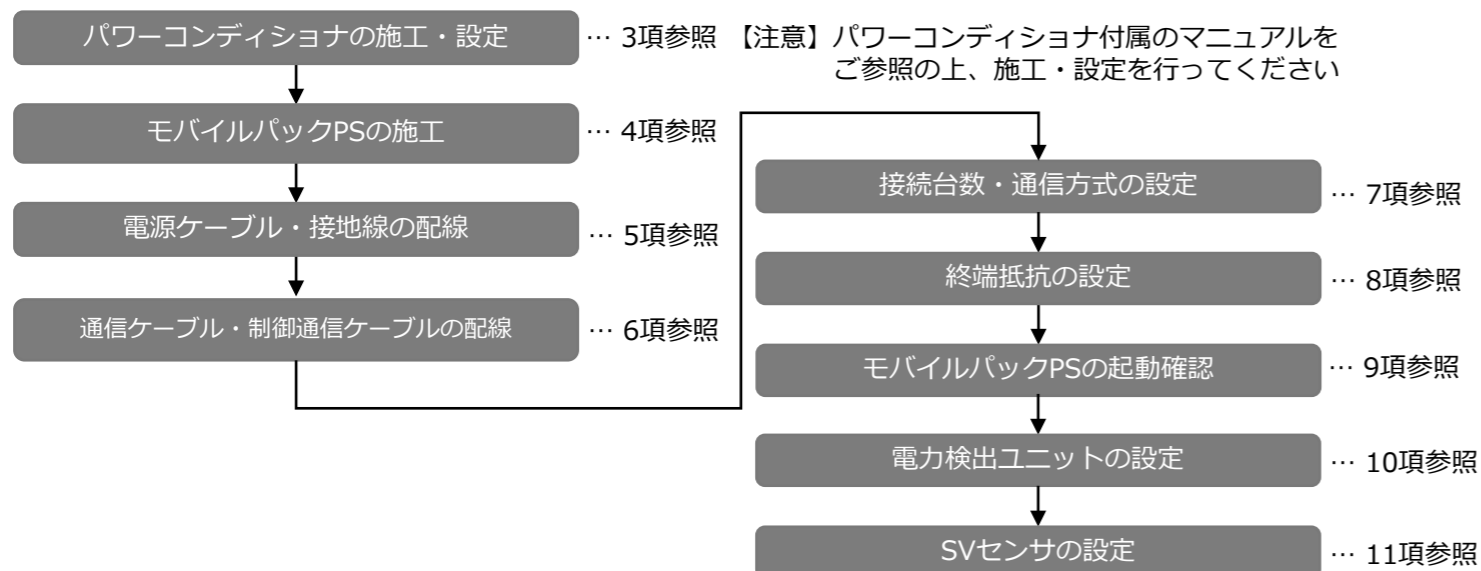 パワーコンディショナの施工・設定 … 3項参照 【注意】パワーコンディショナ付属のマニュアルを
ご参照の上、施工・設定を行ってください
モバイルパックPSの施工 … 4項参照
電源ケーブル・接地線の配線 … 5項参照
通信ケーブル・制御通信ケーブルの配線 … 6項参照
接続台数・通信方式の設定 … 7項参照
終端抵抗の設定 … 8項参照
モバイルパックPSの起動確認 … 9項参照
電力検出ユニットの設定 … 10項参照
SVセンサの設定 … 11項参照